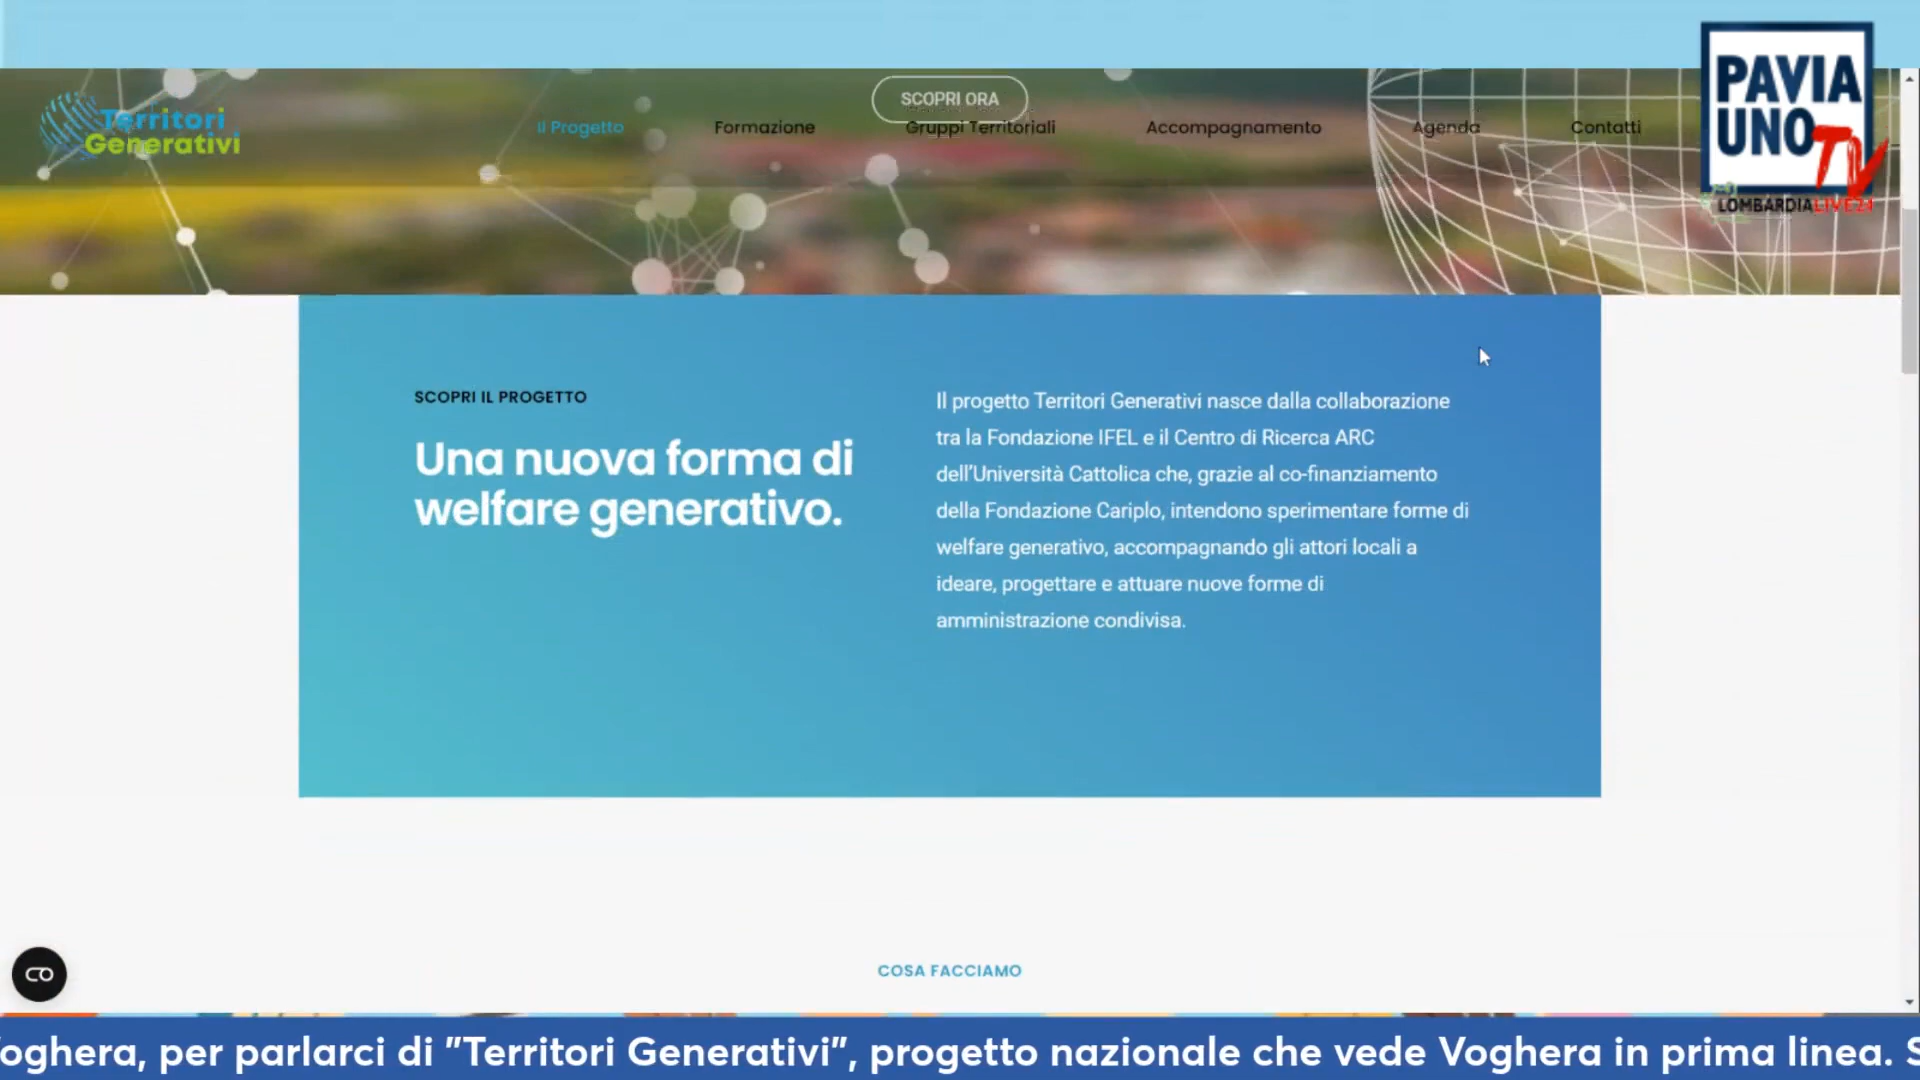 PAVIA
UNO TV
LOMBARDIALIVE24
SCOPRI ORA
Territori
Generativi
Il Progetto
Formazione
Gruppi Territoriali
Accompagnamento
Agenda
Contatti
SCOPRI IL PROGETTO
Una nuova forma di
welfare generativo.
Il progetto Territori Generativi nasce dalla collaborazione
tra la Fondazione IFEL e il Centro di Ricerca ARC
dell'Università Cattolica che, grazie al co-finanziamento
della Fondazione Cariplo, intendono sperimentare forme di
welfare generativo, accompagnando gli attori locali a
ideare, progettare e attuare nuove forme di
amministrazione condivisa.
COSA FACCIAMO
oghera, per parlarci di "Territori Generativi", progetto nazionale che vede Voghera in prima linea. S